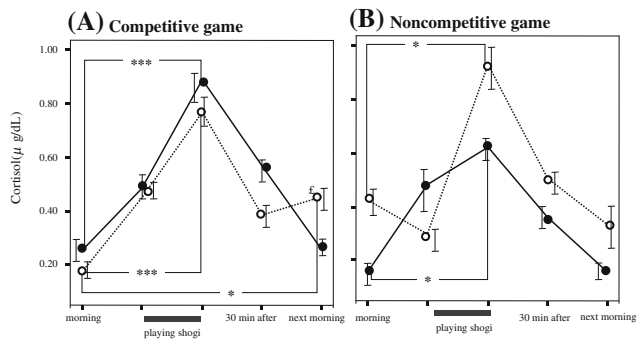 (A) Competitive game
(B) Noncompetitive game
Cortisol(μ g/dL)
1.00
0.80
0.60
0.40
0.20
***
***
*
£
*
*
morning
playing shogi
30 min after
next morning
morning
playing shogi
30 min after
next morning